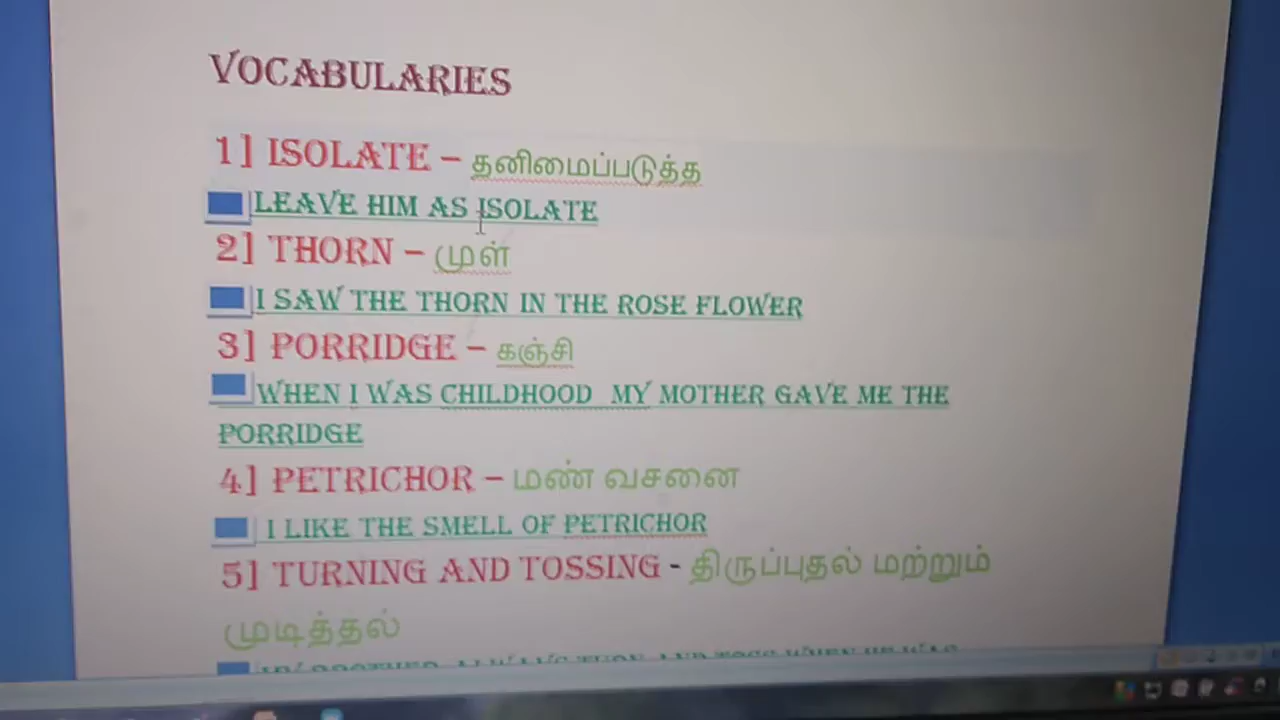 VOCABULARIES
1] ISOLATE – தனிமைப்படுத்த
LEAVE HIM AS ISOLATE
2] THORN – முள்
I SAW THE THORN IN THE ROSE FLOWER
3] PORRIDGE – கஞ்சி
WHEN I WAS CHILDHOOD MY MOTHER GAVE ME THE
PORRIDGE
4] PETRICHOR – மண் வசனை
I LIKE THE SMELL OF PETRICHOR
5] TURNING AND TOSSING - திருப்புதல் மற்றும்
முடித்தல்